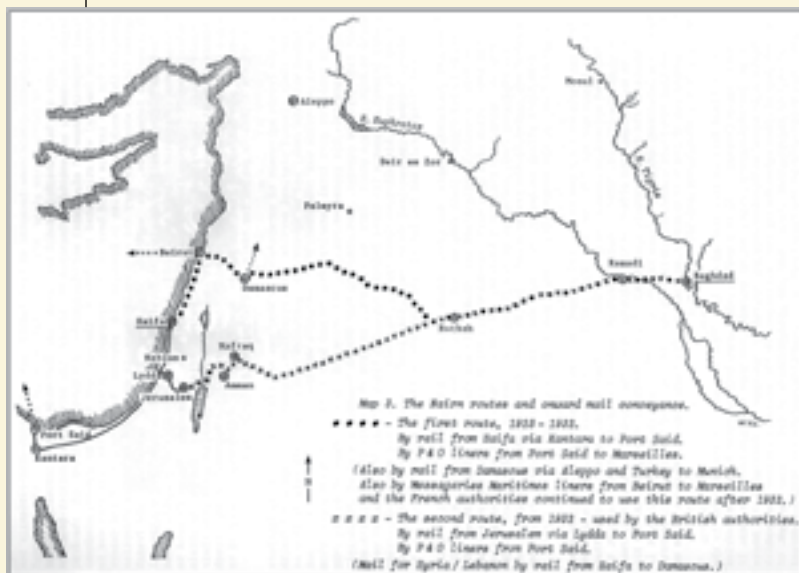 Mosul
Aleppo
R. Euphrates
Deir ez Zor
R. Tigris
Palmyra
Beirut
Ramadi
Baghdad
Damascus
Haifa
Rutbah
Mafraq
Lydda
Amman
Jerusalem
Port Said
Kantara
Map 2. The Nairn routes and onward mail conveyance.
- The first route,
By rail from Haifa via Kantara to Port Said.
By P & O liners from Port Said to Marseilles.
(Also by rail from Damascus via Aleppo and Turkey to Munich.
Also by Messageries Maritimes liners from Beirut to Marseilles
and the French authorities continued to use this route after
N
- The second route, from - used by the British authorities.
By rail from Jerusalem via Lydda to Port Said.
By P & O liners from Port Said.
(Mail for Syria / Lebanon by rail from Haifa to Damascus.)